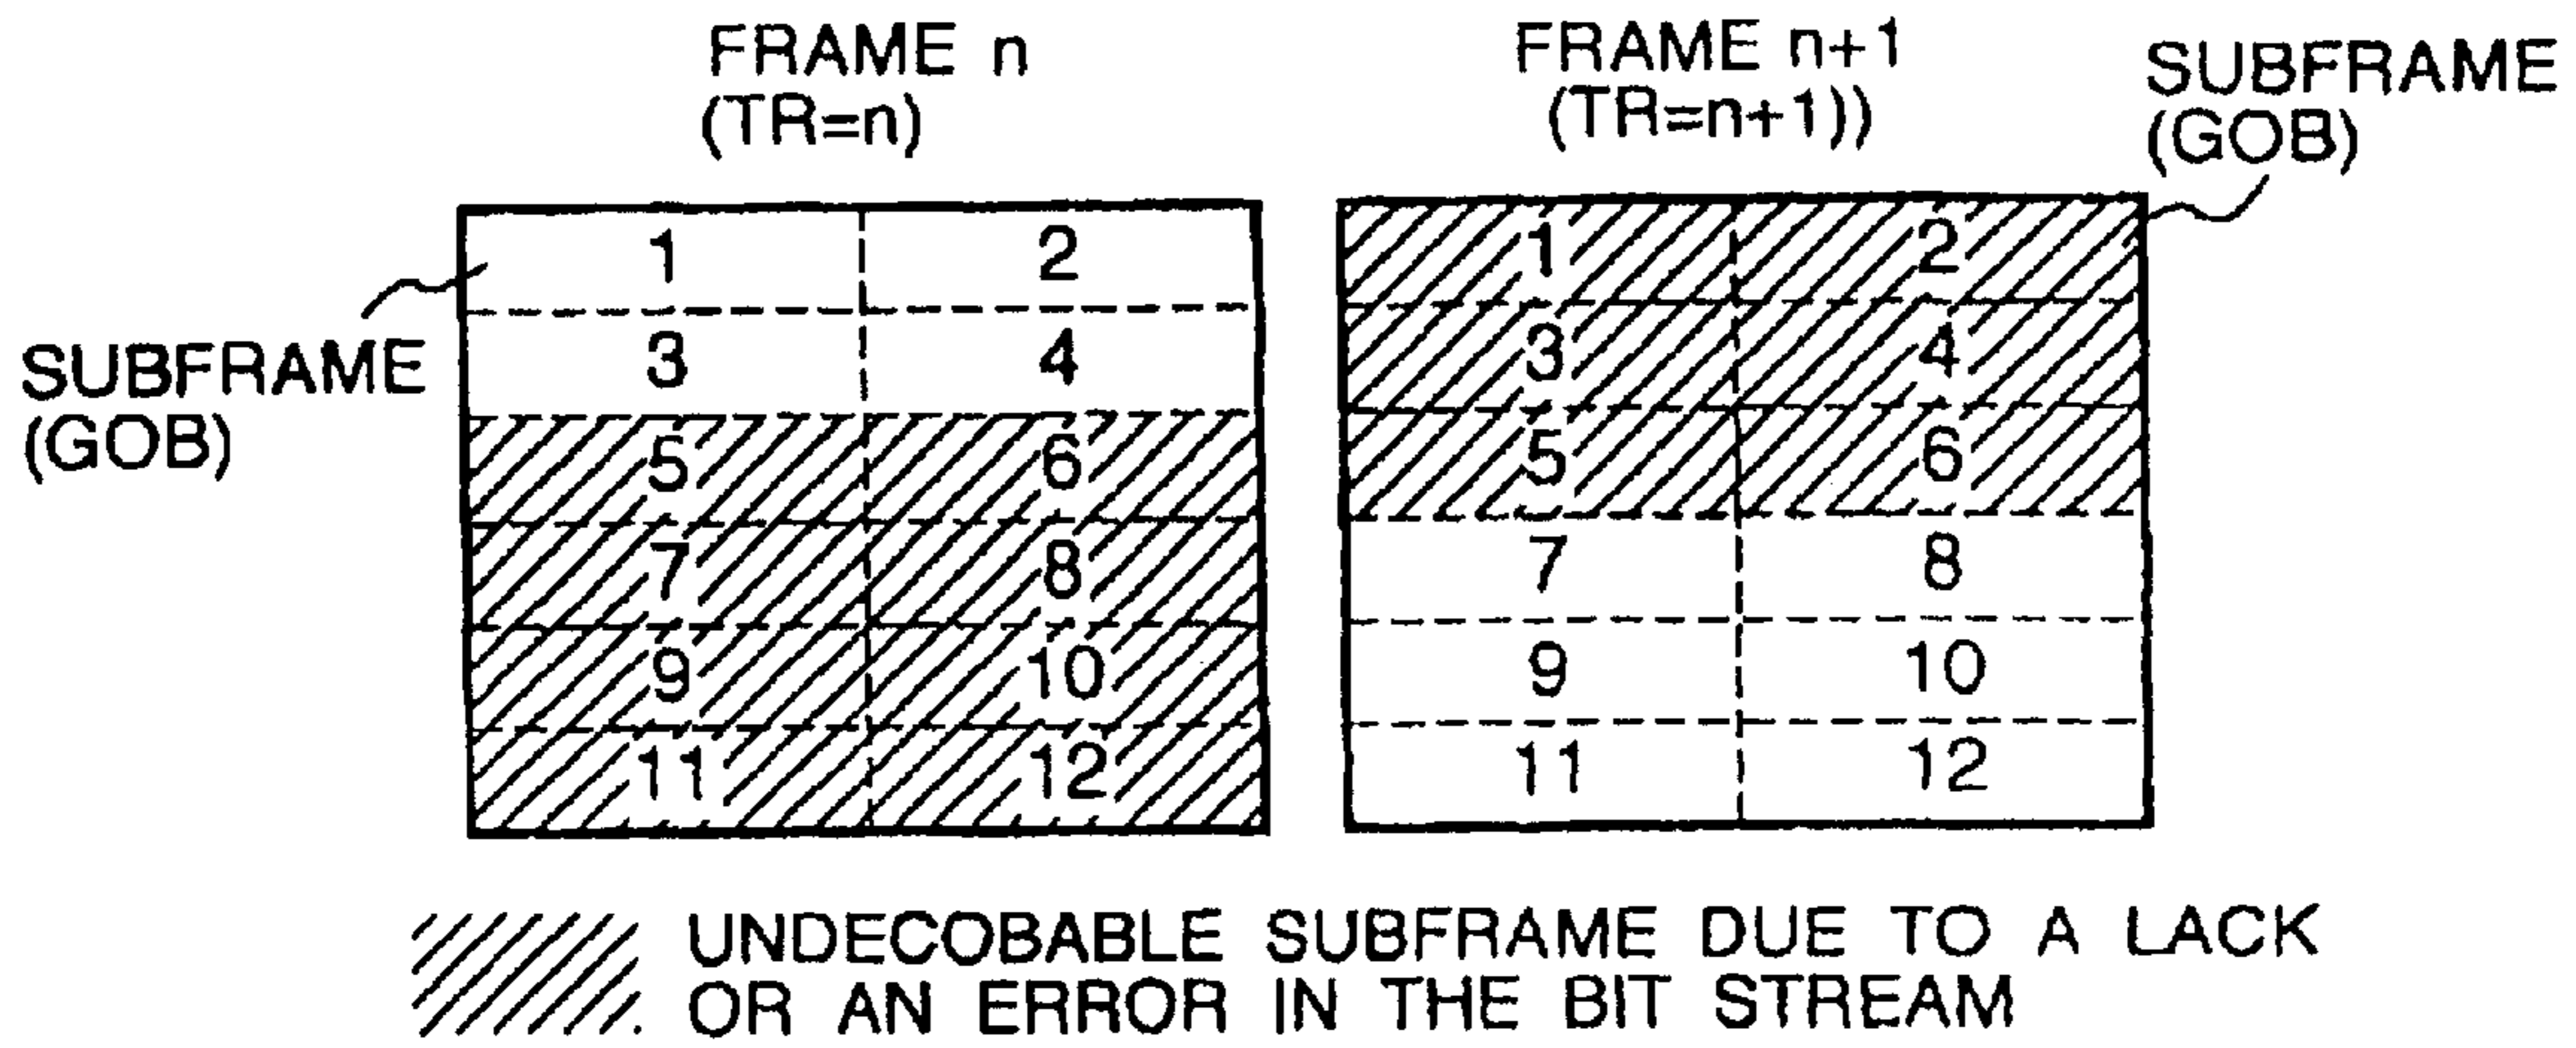 FRAME n
(TR=n)
FRAME n+1
(TR=n+1))
SUBFRAME
(GOB)
SUBFRAME
(GOB)
1 2
3 4
5 6
7 8
9 10
11 12
1 2
3 4
5 6
7 8
9 10
11 12
UNDECOBABLE SUBFRAME DUE TO A LACK
OR AN ERROR IN THE BIT STREAM